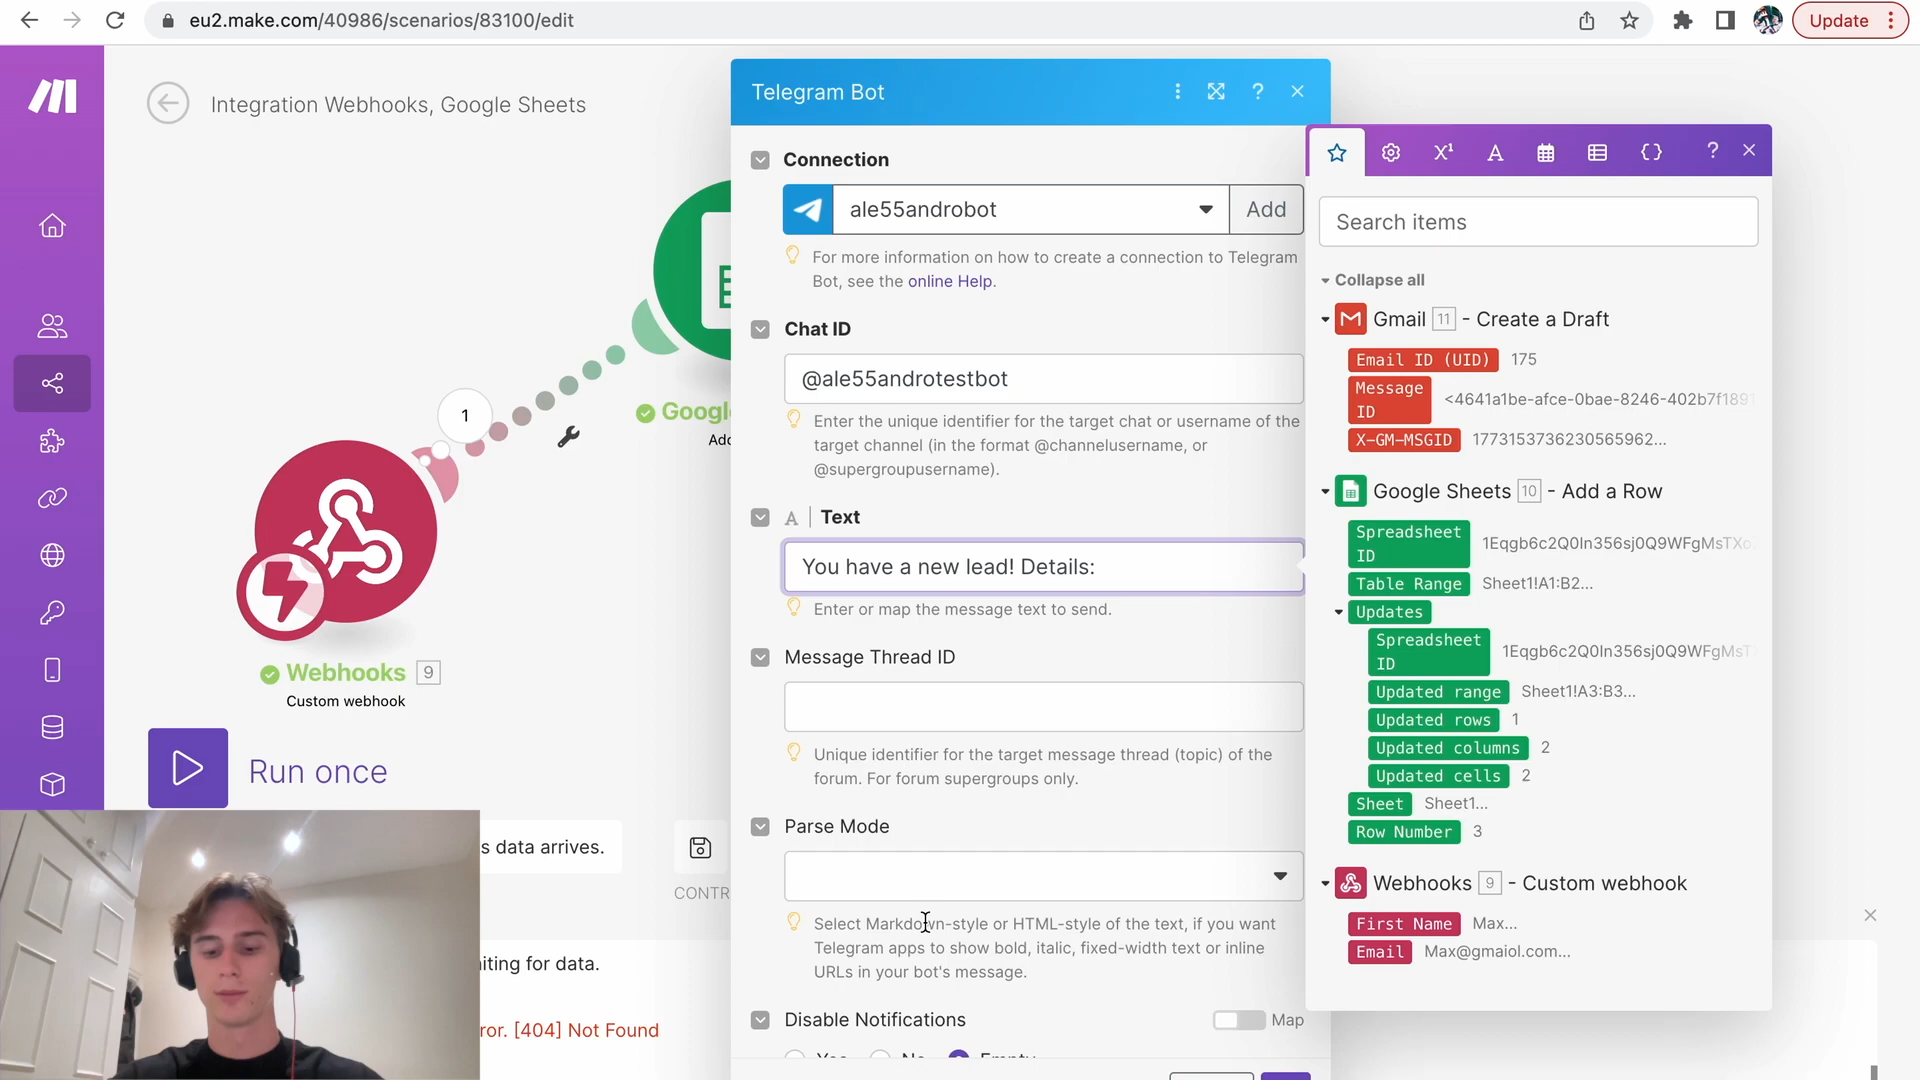 eu2.make.com/40986/scenarios/83100/edit
Update
Integration Webhooks, Google Sheets
1
Webhooks 9
Custom webhook
Run once
s data arrives.
CONTR
iting for data.
ror. [404] Not Found
Telegram Bot
?
Connection
ale55androbot
Add
For more information on how to create a connection to Telegram
Bot, see the online Help.
Chat ID
@ale55androtestbot
Enter the unique identifier for the target chat or username of the
target channel (in the format @channelusername, or
@supergroupusername).
A | Text
You have a new lead! Details:
Enter or map the message text to send.
Message Thread ID
Unique identifier for the target message thread (topic) of the
forum. For forum supergroups only.
Parse Mode
Select Markdown-style or HTML-style of the text, if you want
Telegram apps to show bold, italic, fixed-width text or inline
URLs in your bot's message.
Disable Notifications
Map
Yes No Empty
X¹ A ?
Search items
Collapse all
Gmail 11 - Create a Draft
Email ID (UID) 175
Message
ID <4641a1be-afce-0bae-8246-402b7f1891
X-GM-MSGID 1773153736230565962...
Google Sheets 10 - Add a Row
Spreadsheet
ID
Table Range Sheet1!A1:B2...
Updates
Spreadsheet
ID
Updated range Sheet1!A3:B3...
Updated rows 1
Updated columns 2
Updated cells 2
Sheet Sheet1...
Row Number 3
Webhooks 9 - Custom webhook
First Name Max...
Email Max@gmaiol.com...
Googl
Add